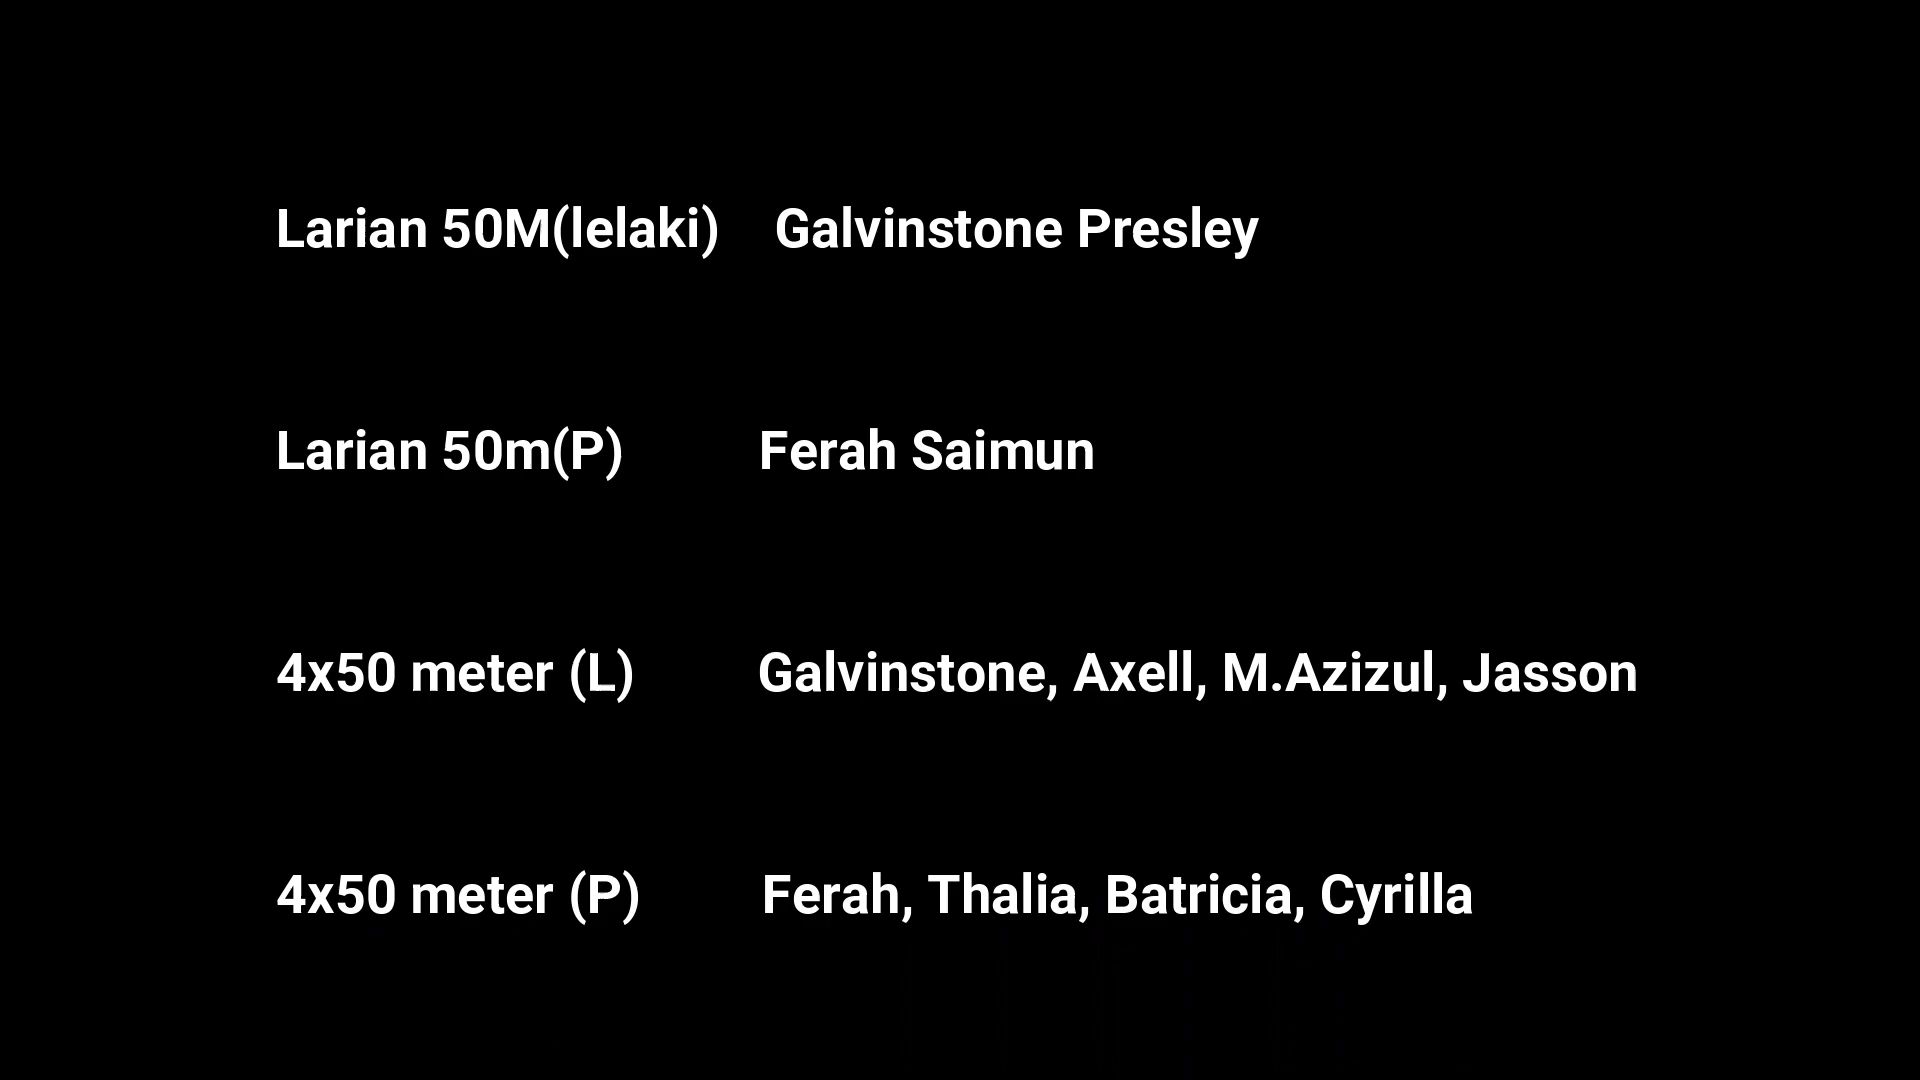 Larian 50M(lelaki) Galvinstone Presley
Larian 50m(P) Ferah Saimun
4x50 meter (L) Galvinstone, Axell, M.Azizul, Jasson
4x50 meter (P) Ferah, Thalia, Batricia, Cyrilla